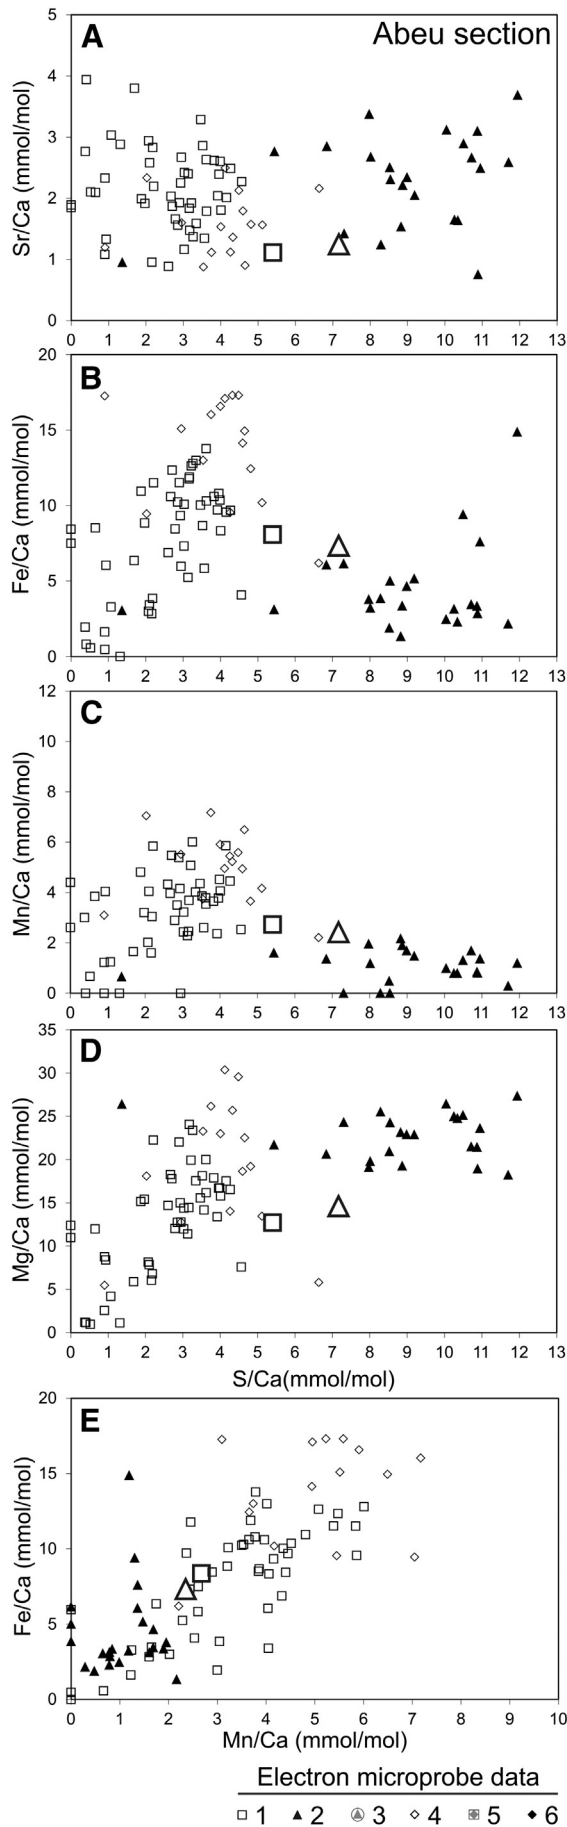 A Abeu section
Sr/Ca (mmol/mol)
5
4
3
2
1
0
0 1 2 3 4 5 6 7 8 9 10 11 12 13
B
Fe/Ca (mmol/mol)
20
15
10
5
0
0 1 2 3 4 5 6 7 8 9 10 11 12 13
C
Mn/Ca (mmol/mol)
12
10
8
6
4
2
0
0 1 2 3 4 5 6 7 8 9 10 11 12 13
D
Mg/Ca (mmol/mol)
35
30
25
20
15
10
5
0
0 1 2 3 4 5 6 7 8 9 10 11 12 13
S/Ca(mmol/mol)
E
Fe/Ca (mmol/mol)
20
15
10
5
0
0 1 2 3 4 5 6 7 8 9 10
Mn/Ca (mmol/mol)
Electron microprobe data
1 2 3 4 5 6